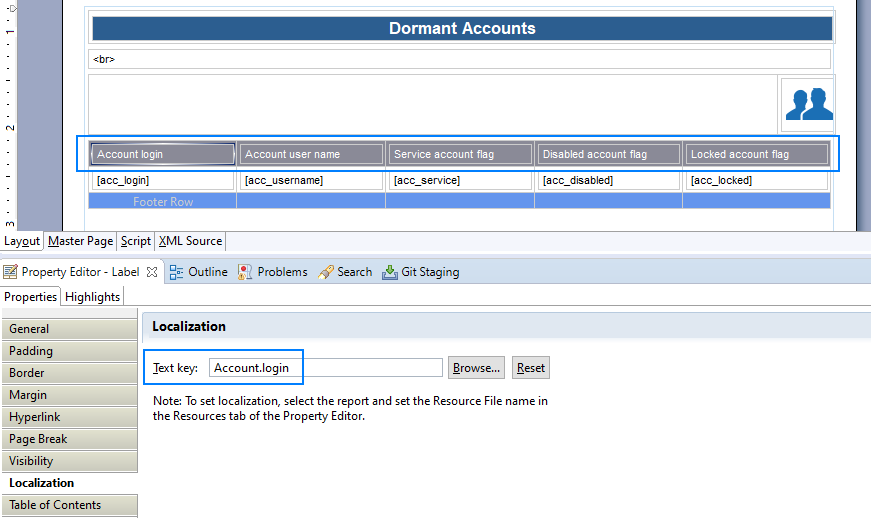 1
Dormant Accounts
<br>
2
Account login Account user name Service account flag Disabled account flag Locked account flag
[acc_login] [acc_username] [acc_service] [acc_disabled] [acc_locked]
Footer Row
3
Layout Master Page Script XML Source
Property Editor - Label Outline Problems Search Git Staging
Properties Highlights
General
Localization
Padding
Text key: Account.login Browse... Reset
Border
Margin
Note: To set localization, select the report and set the Resource File name in
the Resources tab of the Property Editor.
Hyperlink
Page Break
Visibility
Localization
Table of Contents